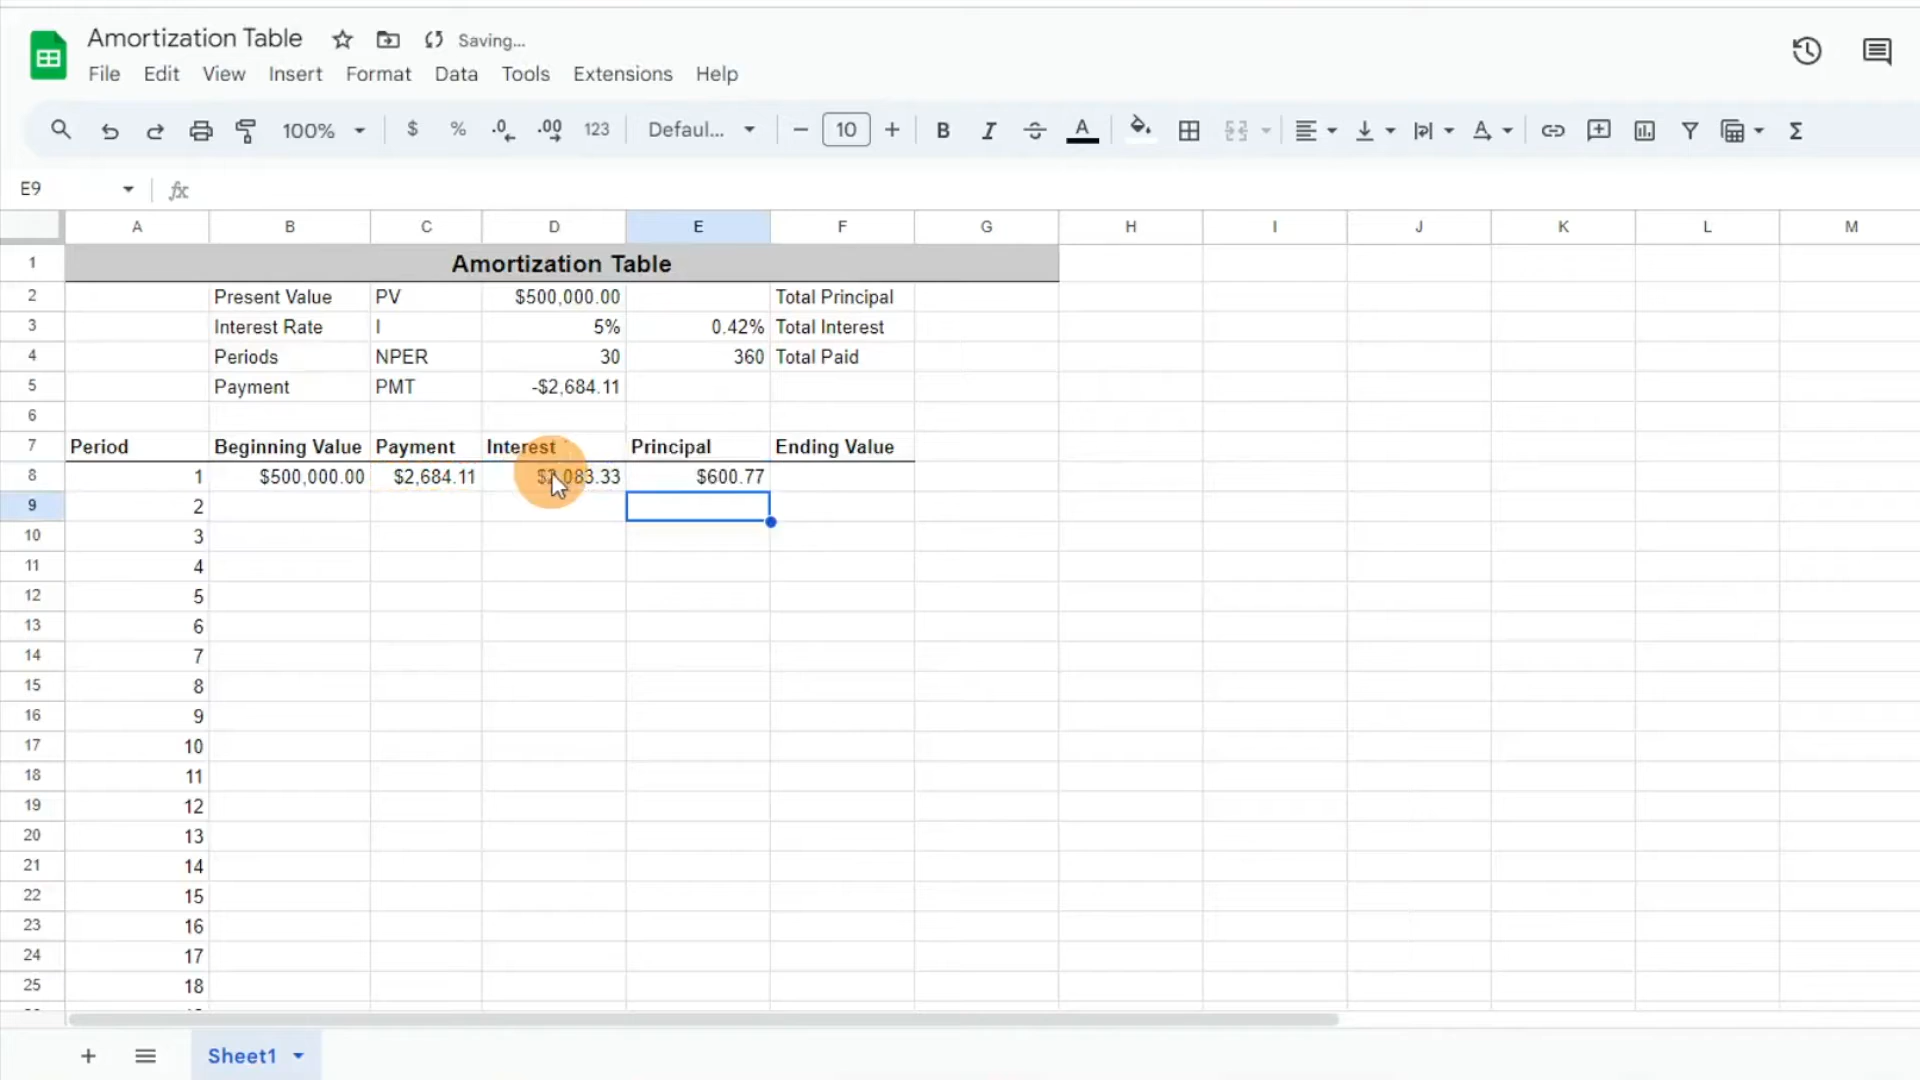 Amortization Table Saving...
File Edit View Insert Format Data Tools Extensions Help
100% $ % .0 .00 123 Defaul... 10 B I A A Σ
E9 fx
A B C D E F G H I J K L M
1 Amortization Table
2 Present Value PV $500,000.00 Total Principal
3 Interest Rate I 5% 0.42% Total Interest
4 Periods NPER 30 360 Total Paid
5 Payment PMT -$2,684.11
6
7 Period Beginning Value Payment Interest Principal Ending Value
8 1 $500,000.00 $2,684.11 $2,083.33 $600.77
9 2
10 3
11 4
12 5
13 6
14 7
15 8
16 9
17 10
18 11
19 12
20 13
21 14
22 15
23 16
24 17
25 18
+ Sheet1